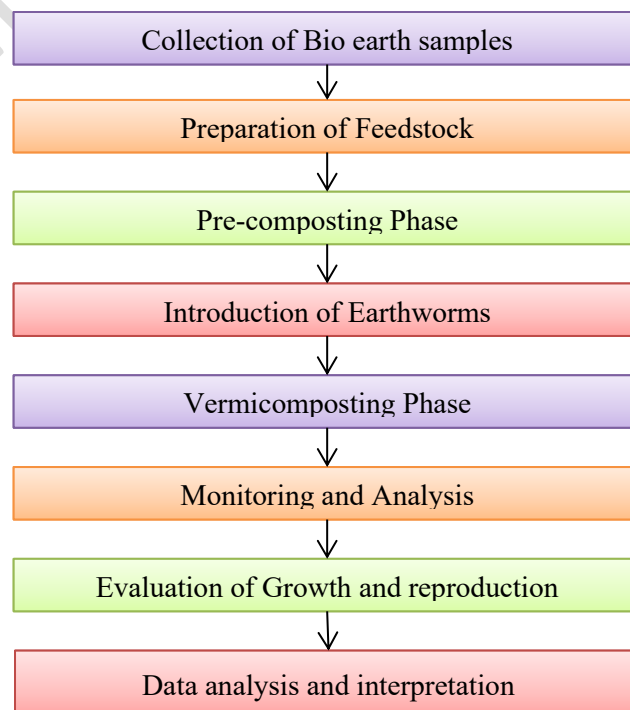 Collection of Bio earth samples
Preparation of Feedstock
Pre-composting Phase
Introduction of Earthworms
Vermicomposting Phase
Monitoring and Analysis
Evaluation of Growth and reproduction
Data analysis and interpretation